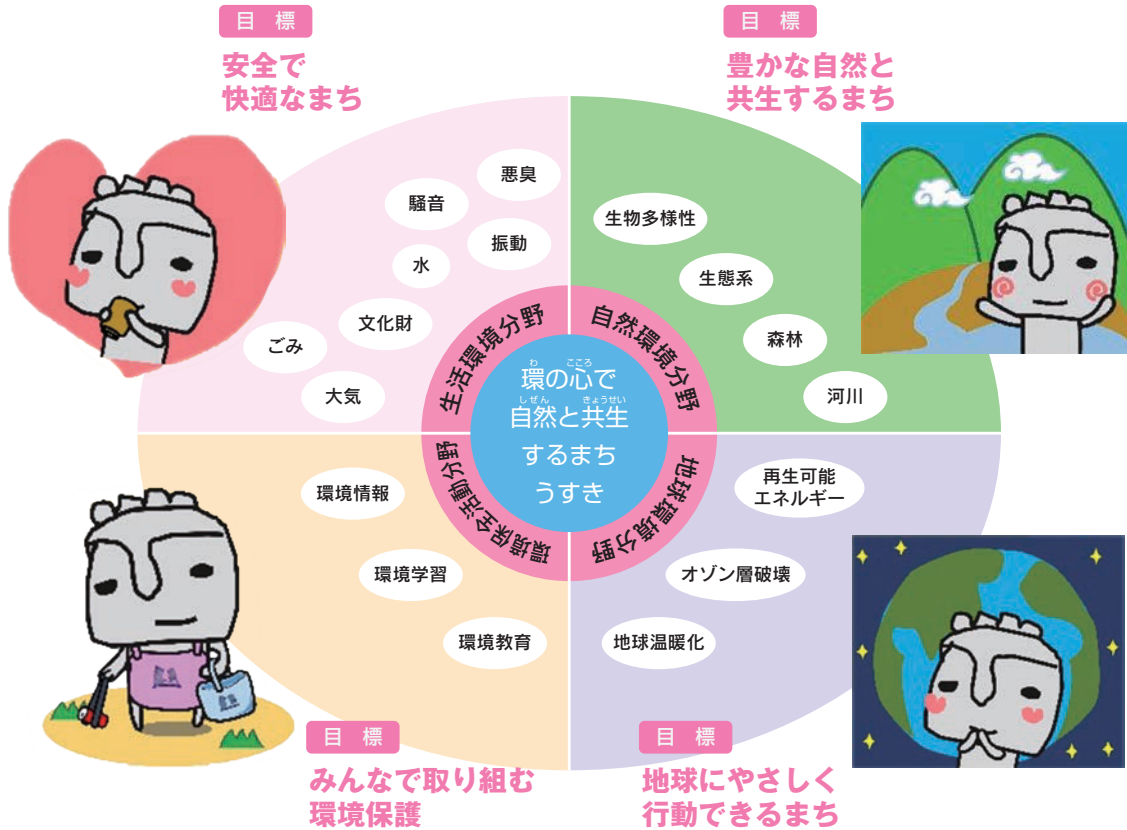 目 標
安全で
快適なまち
目 標
豊かな自然と
共生するまち
悪臭
騒音
振動
水
文化財
ごみ
大気
生物多様性
生態系
森林
河川
生活環境分野
自然環境分野
わ こころ
環の心で
しぜん きょうせい
自然と共生
するまち
うすき
環境保全活動分野
地球環境分野
環境情報
環境学習
環境教育
再生可能
エネルギー
オゾン層破壊
地球温暖化
目 標
みんなで取り組む
環境保護
目 標
地球にやさしく
行動できるまち